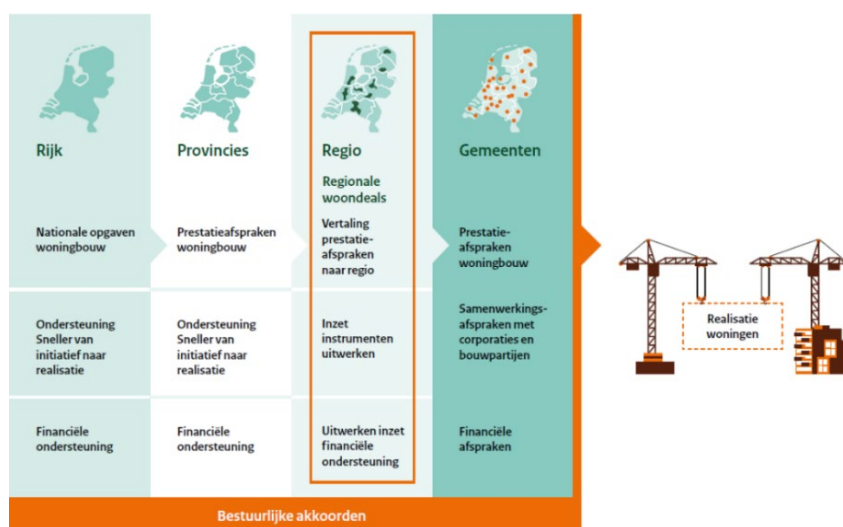 Rijk
Provincies
Regio
Gemeenten
Regionale
woondeals
Nationale opgaven
woningbouw
Prestatieafspraken
woningbouw
Vertaling
prestatie-
afspraken
naar regio
Prestatie-
afspraken
woningbouw
Ondersteuning
Sneller van
initiatief naar
realisatie
Ondersteuning
Sneller van
initiatief naar
realisatie
Inzet
instrumenten
uitwerken
Samenwerkings-
afspraken met
corporaties en
bouwpartijen
Financiële
ondersteuning
Financiële
ondersteuning
Uitwerken inzet
financiële
ondersteuning
Financiële
afspraken
Bestuurlijke akkoorden
Realisatie
woningen